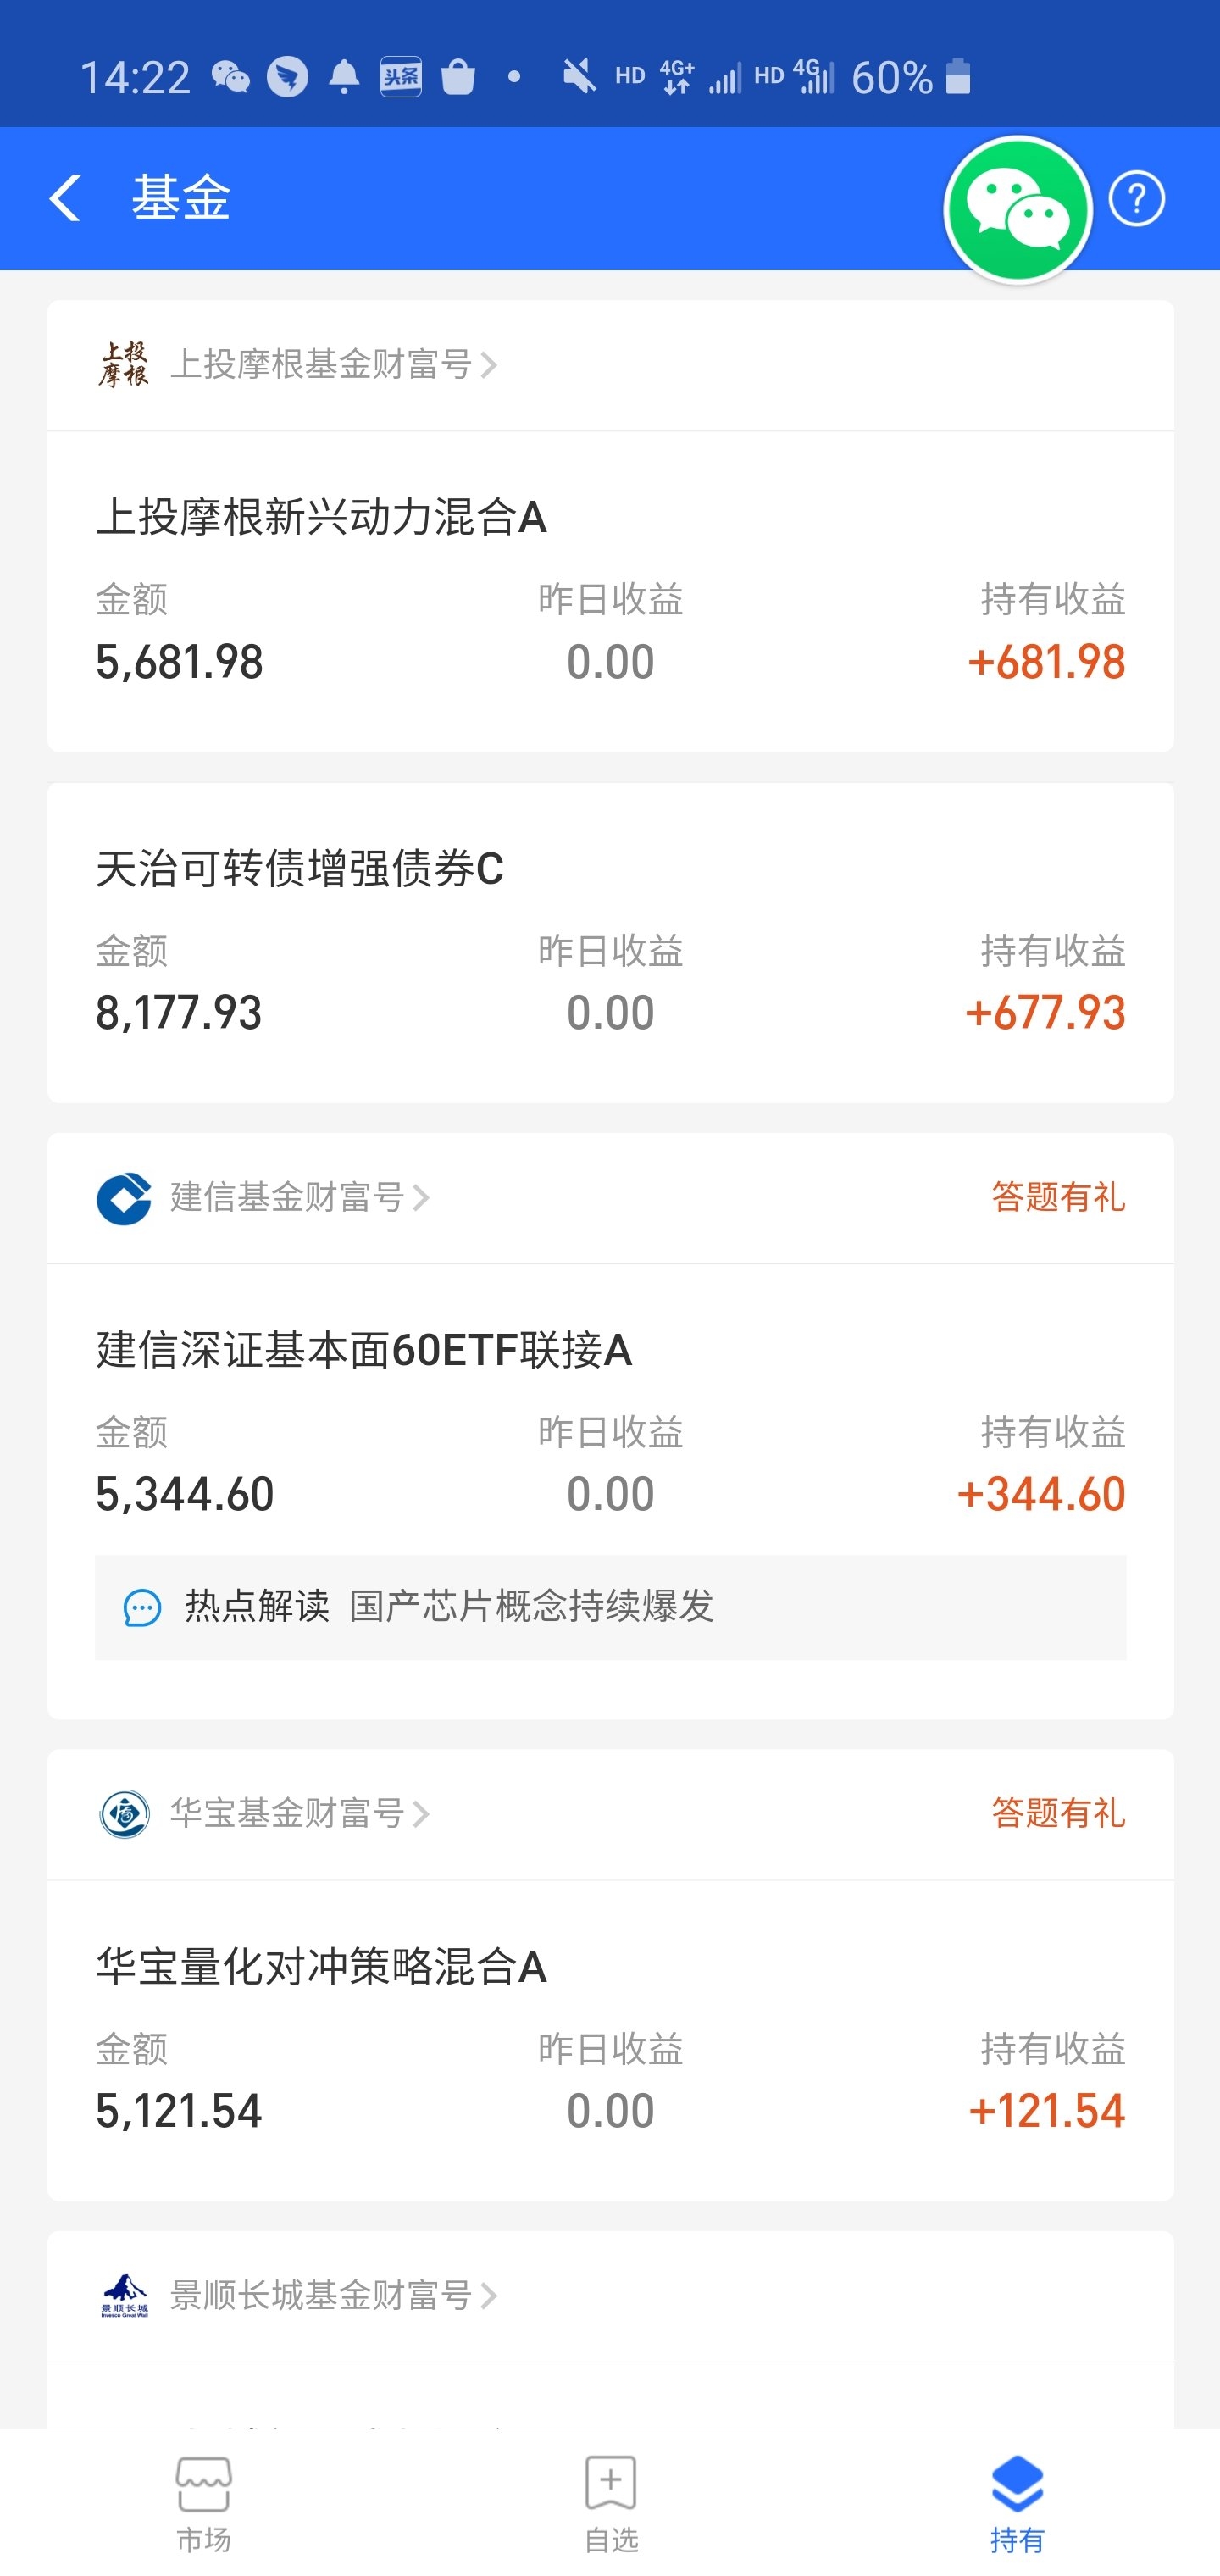 14:22 头条 HD 4G+ HD 4G 60%
基金 ?
上投摩根 上投摩根基金财富号
上投摩根新兴动力混合A
金额 昨日收益 持有收益
5,681.98 0.00 +681.98
天治可转债增强债券C
金额 昨日收益 持有收益
8,177.93 0.00 +677.93
建信基金财富号 答题有礼
建信深证基本面60ETF联接A
金额 昨日收益 持有收益
5,344.60 0.00 +344.60
热点解读 国产芯片概念持续爆发
华宝基金财富号 答题有礼
华宝量化对冲策略混合A
金额 昨日收益 持有收益
5,121.54 0.00 +121.54
景顺长城 Invesco Great Wall 景顺长城基金财富号
市场 自选 持有